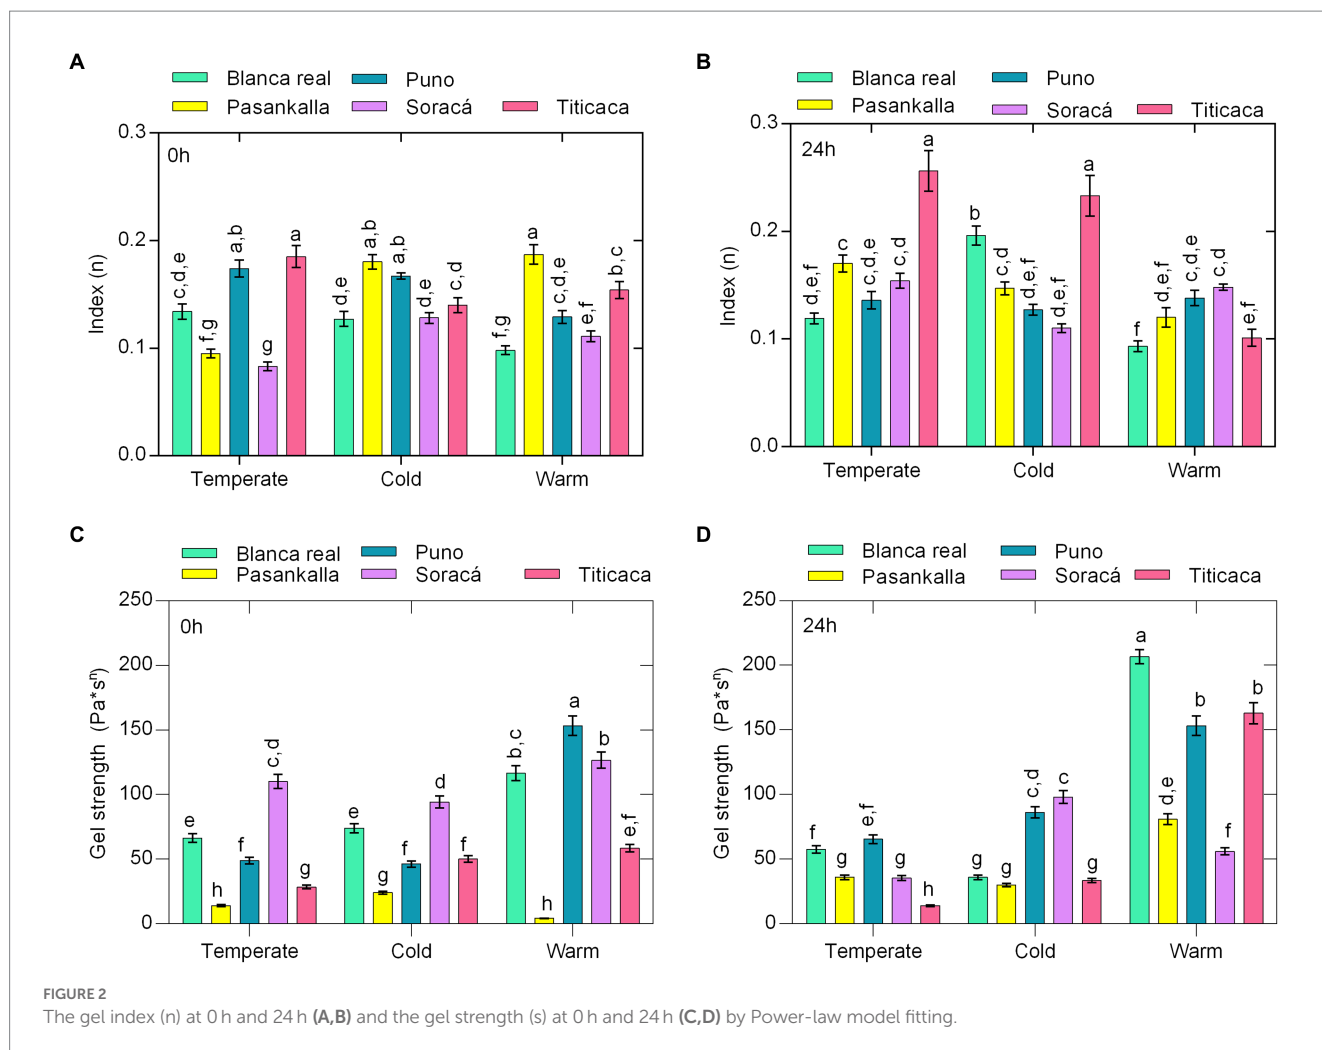 A
Blanca real
Puno
Pasankalla
Soracá
Titicaca
0.3
0.2
0.1
0.0
Index (n)
0h
c,d,e
f,g
a,b
g
a
d,e
a,b
a,b
d,e
c,d
f,g
a
c,d,e
e,f
b,c
Temperate
Cold
Warm
B
Blanca real
Puno
Pasankalla
Soracá
Titicaca
0.3
0.2
0.1
0.0
Index (n)
24h
d,e,f
c
c,d,e
c,d
a
b
c,d
d,e,f
d,e,f
a
f
d,e,f
c,d,e
c,d
e,f
Temperate
Cold
Warm
C
Blanca real
Puno
Pasankalla
Soracá
Titicaca
250
200
150
100
50
0
Gel strength (Pa*sⁿ)
0h
e
h
f
c,d
g
e
g
f
d
f
b,c
h
a
b
e,f
Temperate
Cold
Warm
D
Blanca real
Puno
Pasankalla
Soracá
Titicaca
250
200
150
100
50
0
Gel strength (Pa*sⁿ)
24h
f
g
e,f
g
h
g
g
c,d
c
g
a
d,e
b
f
b
Temperate
Cold
Warm
FIGURE 2
The gel index (n) at 0 h and 24 h (A,B) and the gel strength (s) at 0 h and 24 h (C,D) by Power-law model fitting.